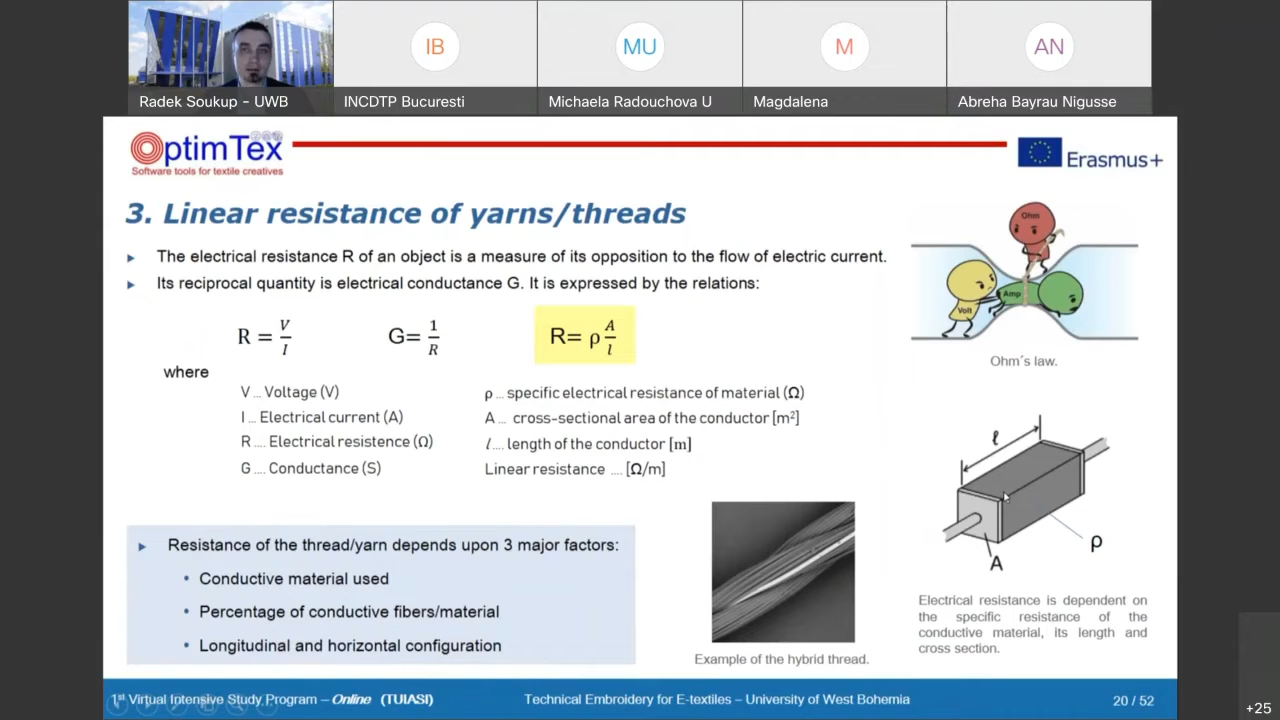 IB
MU
M
AN
Radek Soukup - UWB
INCDTP Bucuresti
Michaela Radouchova U
Magdalena
Abreha Bayrau Nigusse
OptimTex
Software tools for textile creatives
Erasmus+
3. Linear resistance of yarns/threads
The electrical resistance R of an object is a measure of its opposition to the flow of electric current.
Its reciprocal quantity is electrical conductance G. It is expressed by the relations:
R = V/I
G= 1/R
R= ρ A/l
where
V ... Voltage (V)
I ... Electrical current (A)
R .... Electrical resistence (Ω)
G .... Conductance (S)
ρ ... specific electrical resistance of material (Ω)
A ... cross-sectional area of the conductor [m²]
l .... length of the conductor [m]
Linear resistance .... [Ω/m]
Ohm
Volt
Amp
Ohm´s law.
ℓ
A
ρ
Electrical resistance is dependent on
the specific resistance of the
conductive material, its length and
cross section.
Resistance of the thread/yarn depends upon 3 major factors:
• Conductive material used
• Percentage of conductive fibers/material
• Longitudinal and horizontal configuration
Example of the hybrid thread.
1st Virtual Intensive Study Program – Online (TUIASI)
Technical Embroidery for E-textiles – University of West Bohemia
20 / 52
+25